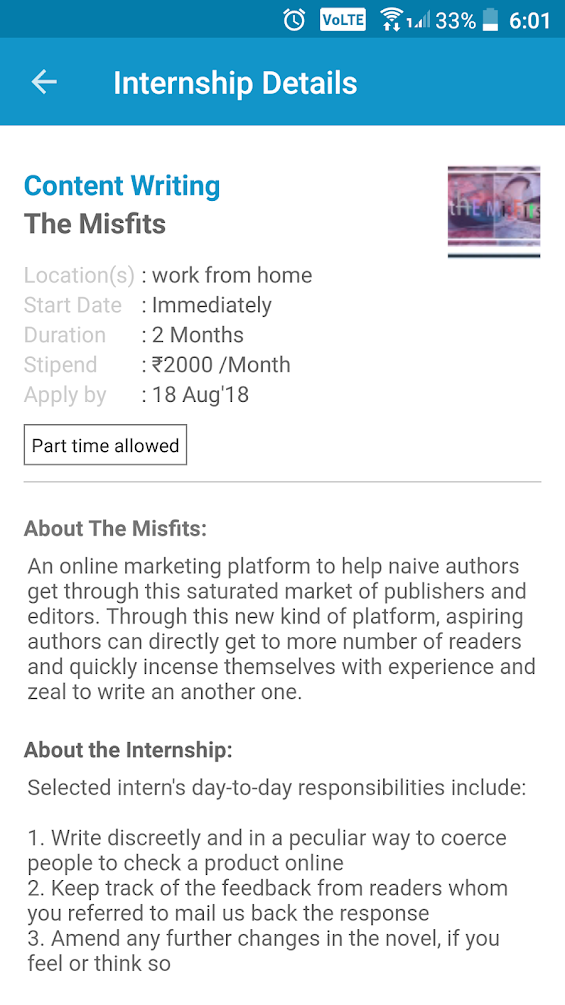 VoLTE 33% 6:01
Internship Details
Content Writing
The Misfits
thE MisFiTs
Location(s) : work from home
Start Date : Immediately
Duration : 2 Months
Stipend : ₹2000 /Month
Apply by : 18 Aug'18
Part time allowed
About The Misfits:
An online marketing platform to help naive authors
get through this saturated market of publishers and
editors. Through this new kind of platform, aspiring
authors can directly get to more number of readers
and quickly incense themselves with experience and
zeal to write an another one.
About the Internship:
Selected intern's day-to-day responsibilities include:
1. Write discreetly and in a peculiar way to coerce
people to check a product online
2. Keep track of the feedback from readers whom
you referred to mail us back the response
3. Amend any further changes in the novel, if you
feel or think so